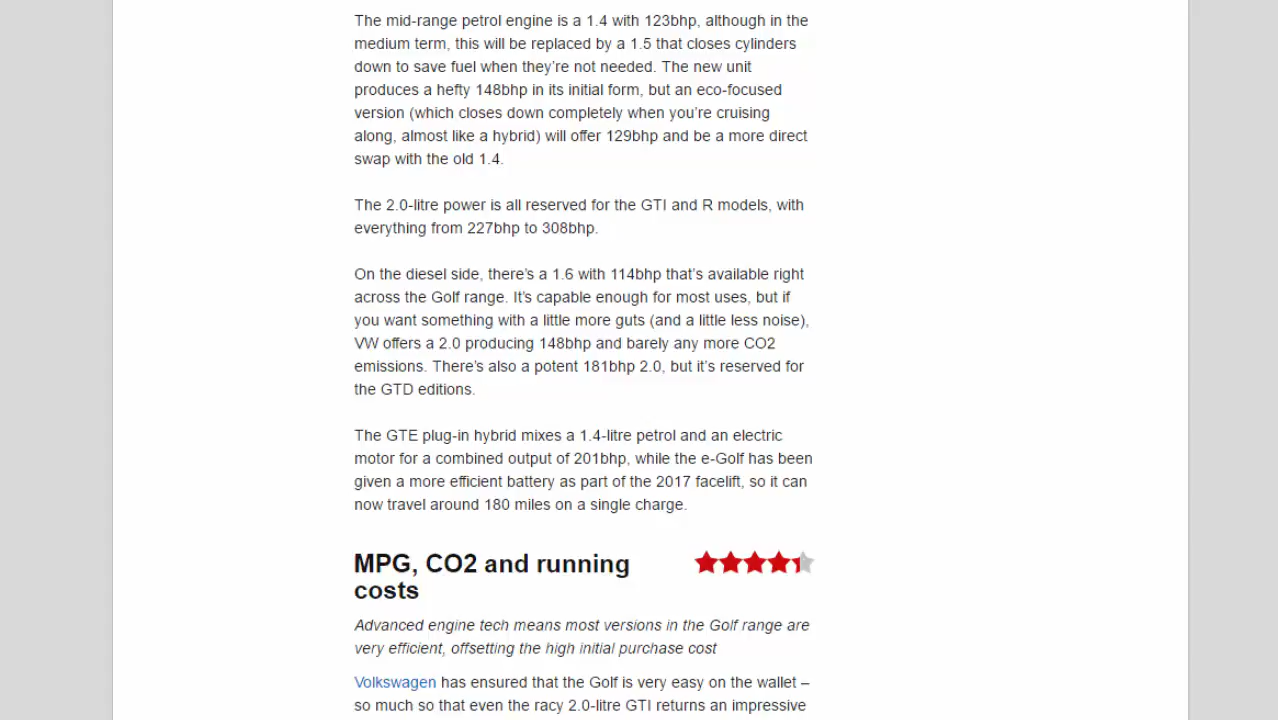 The mid-range petrol engine is a 1.4 with 123bhp, although in the
medium term, this will be replaced by a 1.5 that closes cylinders
down to save fuel when they’re not needed. The new unit
produces a hefty 148bhp in its initial form, but an eco-focused
version (which closes down completely when you’re cruising
along, almost like a hybrid) will offer 129bhp and be a more direct
swap with the old 1.4.
The 2.0-litre power is all reserved for the GTI and R models, with
everything from 227bhp to 308bhp.
On the diesel side, there’s a 1.6 with 114bhp that’s available right
across the Golf range. It’s capable enough for most uses, but if
you want something with a little more guts (and a little less noise),
VW offers a 2.0 producing 148bhp and barely any more CO2
emissions. There’s also a potent 181bhp 2.0, but it’s reserved for
the GTD editions.
The GTE plug-in hybrid mixes a 1.4-litre petrol and an electric
motor for a combined output of 201bhp, while the e-Golf has been
given a more efficient battery as part of the 2017 facelift, so it can
now travel around 180 miles on a single charge.
MPG, CO2 and running
costs
Advanced engine tech means most versions in the Golf range are
very efficient, offsetting the high initial purchase cost
Volkswagen has ensured that the Golf is very easy on the wallet –
so much so that even the racy 2.0-litre GTI returns an impressive